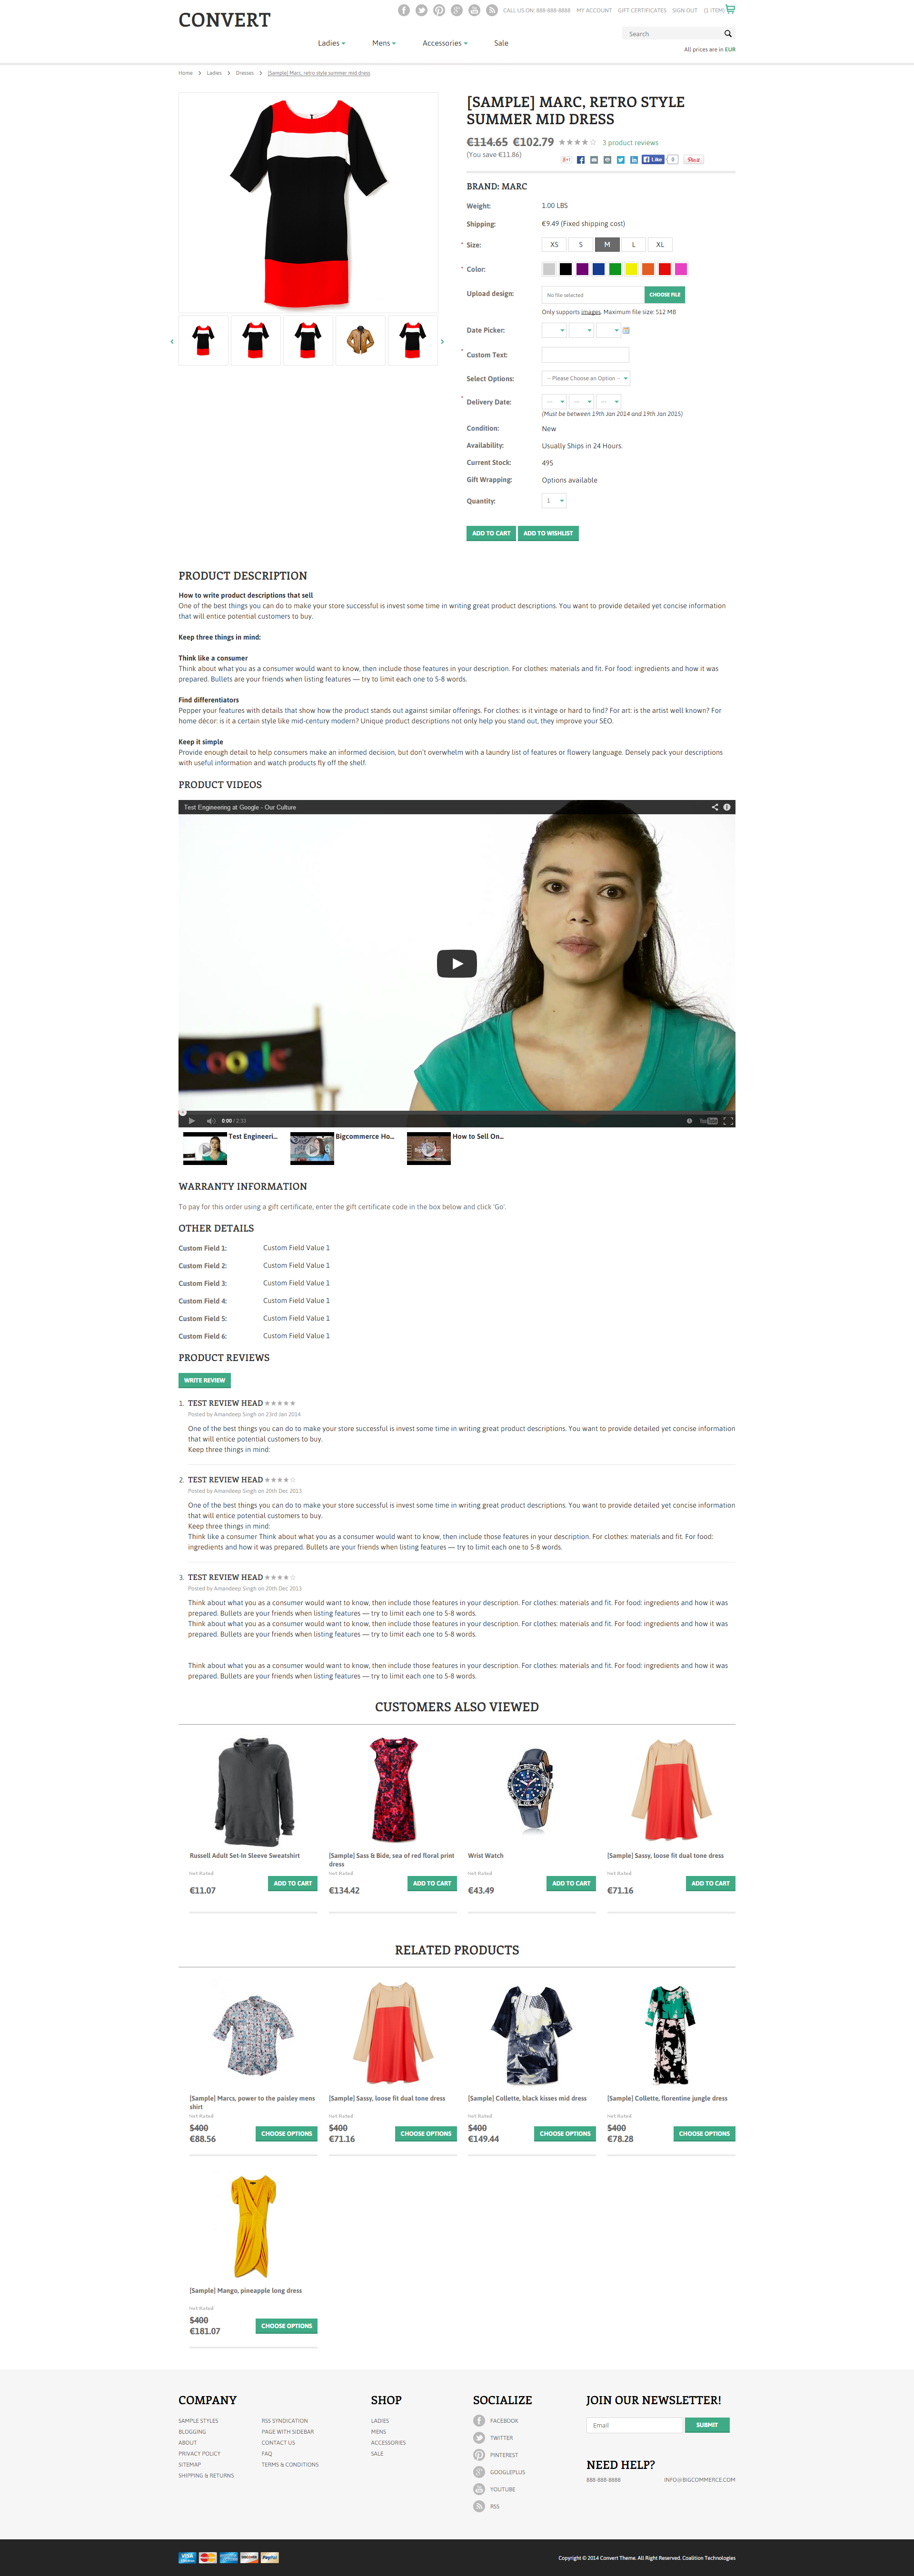 CONVERT
CALL US ON: 888-888-8888 MY ACCOUNT GIFT CERTIFICATES SIGN OUT (1 ITEM)
Search
Ladies Mens Accessories Sale
All prices are in EUR
Home > Ladies > Dresses > [Sample] Marc, retro style summer mid dress
[SAMPLE] MARC, RETRO STYLE
SUMMER MID DRESS
€114.65 €102.79 3 product reviews
(You save €11.86)
Like 0
BRAND: MARC
Weight: 1.00 LBS
Shipping: €9.49 (Fixed shipping cost)
* Size: XS S M L XL
* Color:
Upload design: No file selected CHOOSE FILE
Only supports images. Maximum file size: 512 MB
Date Picker:
* Custom Text:
Select Options: -- Please Choose an Option --
* Delivery Date: --- --- ---
(Must be between 19th Jan 2014 and 19th Jan 2015)
Condition: New
Availability: Usually Ships in 24 Hours.
Current Stock: 495
Gift Wrapping: Options available
Quantity: 1
ADD TO CART ADD TO WISHLIST
PRODUCT DESCRIPTION
How to write product descriptions that sell
One of the best things you can do to make your store successful is invest some time in writing great product descriptions. You want to provide detailed yet concise information
that will entice potential customers to buy.
Keep three things in mind:
Think like a consumer
Think about what you as a consumer would want to know, then include those features in your description. For clothes: materials and fit. For food: ingredients and how it was
prepared. Bullets are your friends when listing features — try to limit each one to 5-8 words.
Find differentiators
Pepper your features with details that show how the product stands out against similar offerings. For clothes: is it vintage or hard to find? For art: is the artist well known? For
home décor: is it a certain style like mid-century modern? Unique product descriptions not only help you stand out, they improve your SEO.
Keep it simple
Provide enough detail to help consumers make an informed decision, but don't overwhelm with a laundry list of features or flowery language. Densely pack your descriptions
with useful information and watch products fly off the shelf.
PRODUCT VIDEOS
Test Engineering at Google - Our Culture
Google
0:00 / 2:33 YouTube
Test Engineeri... Bigcommerce Ho... How to Sell On...
WARRANTY INFORMATION
To pay for this order using a gift certificate, enter the gift certificate code in the box below and click 'Go'.
OTHER DETAILS
Custom Field 1: Custom Field Value 1
Custom Field 2: Custom Field Value 1
Custom Field 3: Custom Field Value 1
Custom Field 4: Custom Field Value 1
Custom Field 5: Custom Field Value 1
Custom Field 6: Custom Field Value 1
PRODUCT REVIEWS
WRITE REVIEW
1. TEST REVIEW HEAD
Posted by Amandeep Singh on 23rd Jan 2014
One of the best things you can do to make your store successful is invest some time in writing great product descriptions. You want to provide detailed yet concise information
that will entice potential customers to buy.
Keep three things in mind:
2. TEST REVIEW HEAD
Posted by Amandeep Singh on 20th Dec 2013
One of the best things you can do to make your store successful is invest some time in writing great product descriptions. You want to provide detailed yet concise information
that will entice potential customers to buy.
Keep three things in mind:
Think like a consumer Think about what you as a consumer would want to know, then include those features in your description. For clothes: materials and fit. For food:
ingredients and how it was prepared. Bullets are your friends when listing features — try to limit each one to 5-8 words.
3. TEST REVIEW HEAD
Posted by Amandeep Singh on 20th Dec 2013
Think about what you as a consumer would want to know, then include those features in your description. For clothes: materials and fit. For food: ingredients and how it was
prepared. Bullets are your friends when listing features — try to limit each one to 5-8 words.
Think about what you as a consumer would want to know, then include those features in your description. For clothes: materials and fit. For food: ingredients and how it was
prepared. Bullets are your friends when listing features — try to limit each one to 5-8 words.
Think about what you as a consumer would want to know, then include those features in your description. For clothes: materials and fit. For food: ingredients and how it was
prepared. Bullets are your friends when listing features — try to limit each one to 5-8 words.
CUSTOMERS ALSO VIEWED
Russell Adult Set-In Sleeve Sweatshirt
Not Rated
€11.07 ADD TO CART
[Sample] Sass & Bide, sea of red floral print
dress
Not Rated
€134.42 ADD TO CART
Wrist Watch
Not Rated
€43.49 ADD TO CART
[Sample] Sassy, loose fit dual tone dress
Not Rated
€71.16 ADD TO CART
RELATED PRODUCTS
[Sample] Marcs, power to the paisley mens
shirt
Not Rated
$400
€88.56 CHOOSE OPTIONS
[Sample] Sassy, loose fit dual tone dress
Not Rated
$400
€71.16 CHOOSE OPTIONS
[Sample] Collette, black kisses mid dress
Not Rated
$400
€149.44 CHOOSE OPTIONS
[Sample] Collette, florentine jungle dress
Not Rated
$400
€78.28 CHOOSE OPTIONS
[Sample] Mango, pineapple long dress
Not Rated
$400
€181.07 CHOOSE OPTIONS
COMPANY
SAMPLE STYLES
BLOGGING
ABOUT
PRIVACY POLICY
SITEMAP
SHIPPING & RETURNS
RSS SYNDICATION
PAGE WITH SIDEBAR
CONTACT US
FAQ
TERMS & CONDITIONS
SHOP
LADIES
MENS
ACCESSORIES
SALE
SOCIALIZE
FACEBOOK
TWITTER
PINTEREST
GOOGLEPLUS
YOUTUBE
RSS
JOIN OUR NEWSLETTER!
Email SUBMIT
NEED HELP?
888-888-8888 INFO@BIGCOMMERCE.COM
VISA PayPal
Copyright © 2014 Convert Theme. All Right Reserved. Coalition Technologies